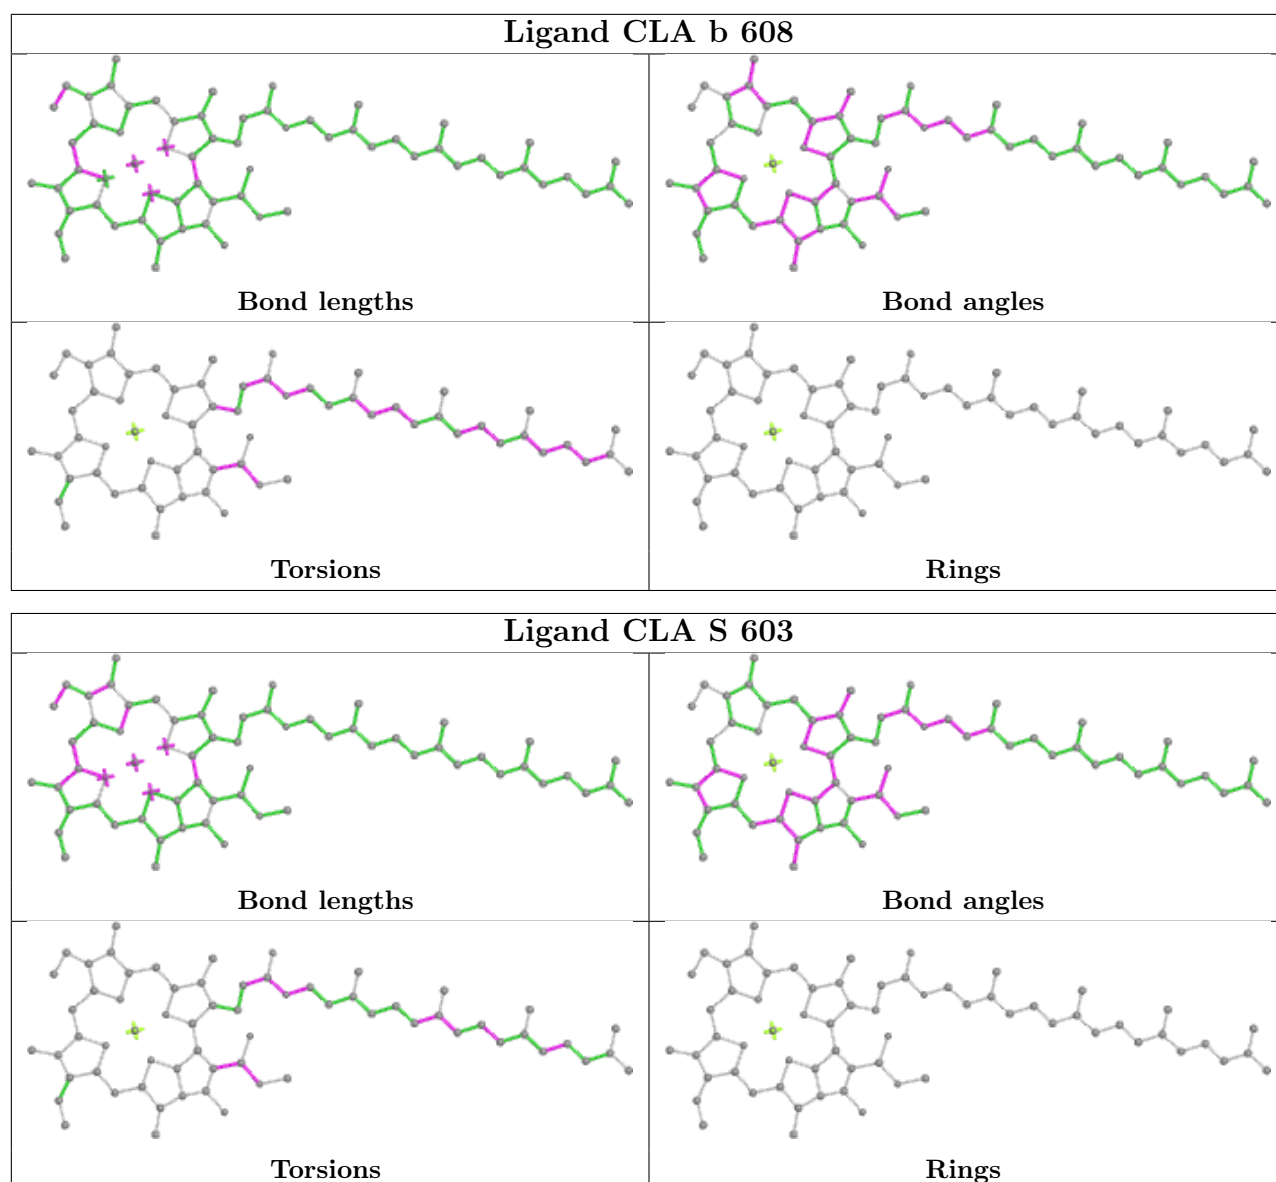 Ligand CLA b 608
Bond lengths
Bond angles
Torsions
Rings
Ligand CLA S 603
Bond lengths
Bond angles
Torsions
Rings